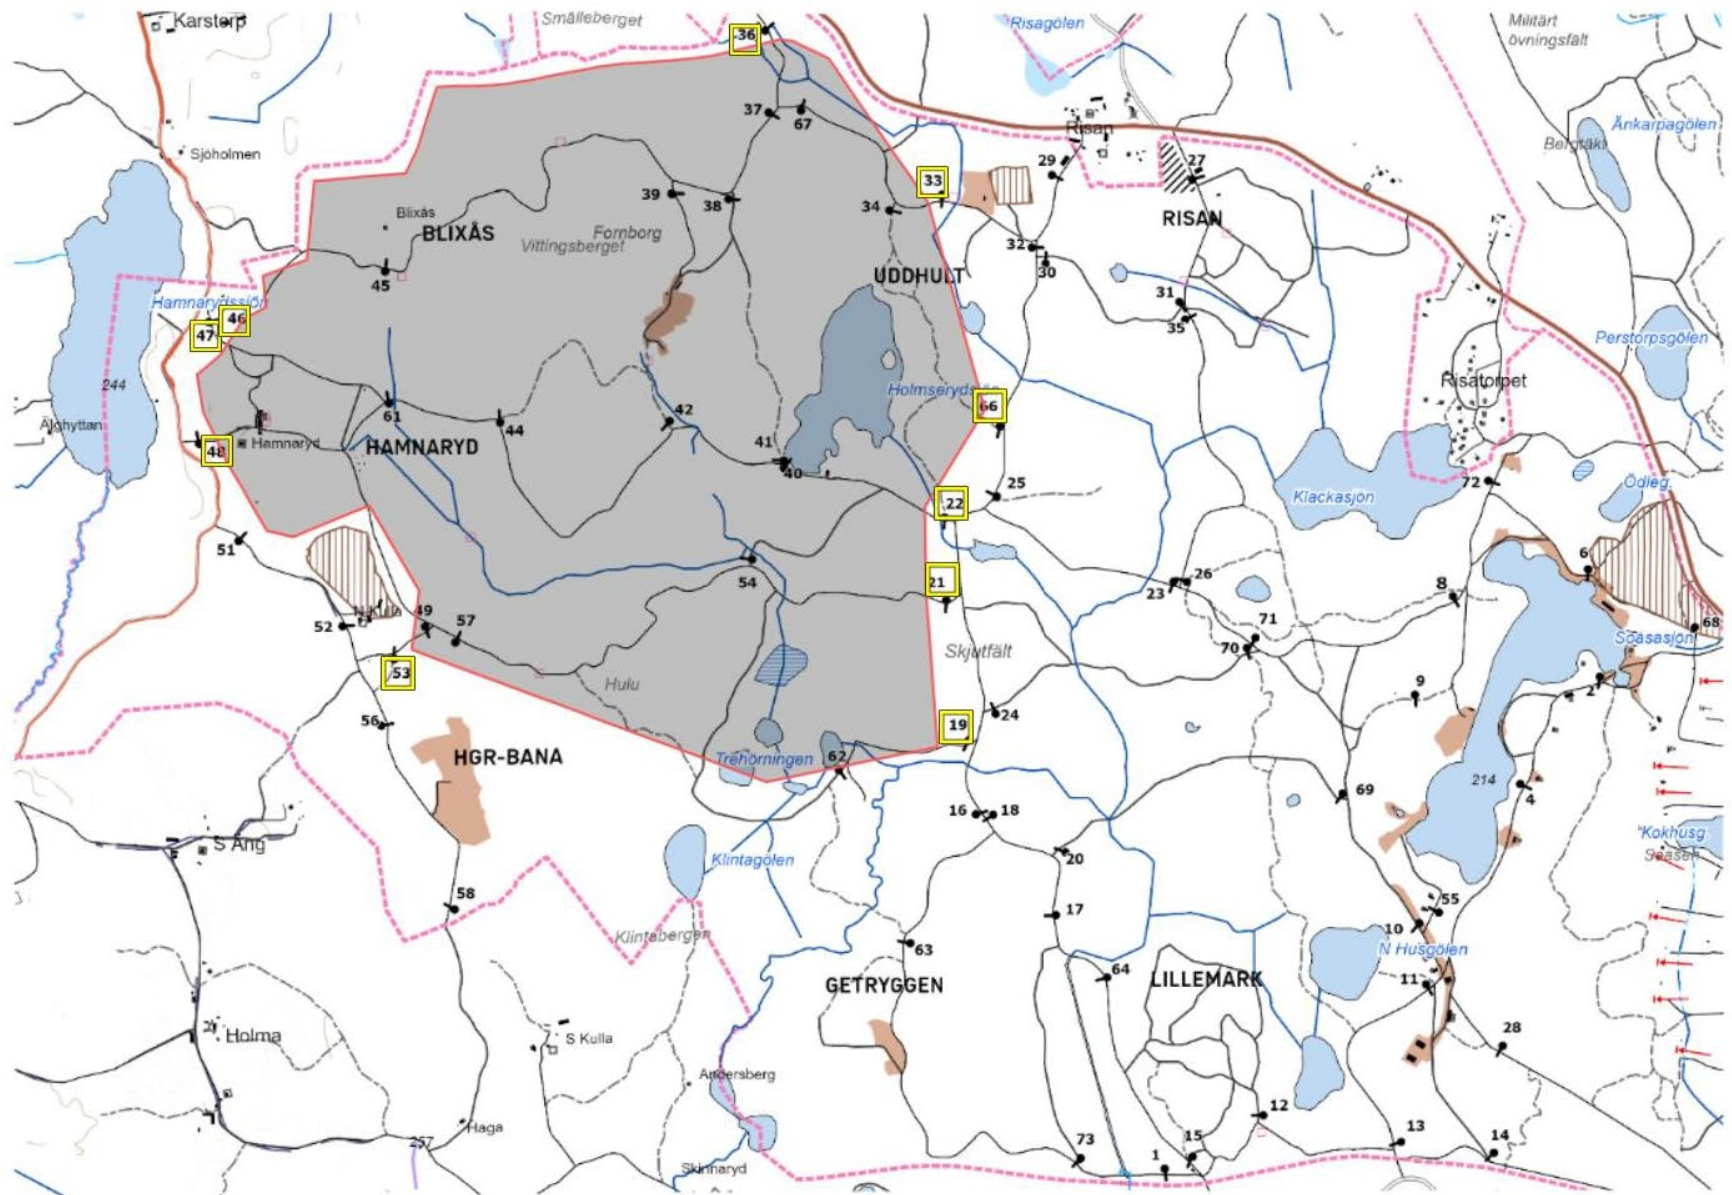 Karstorp
Smålleberget
36
Risagölen
Militärt
övningsfält
37
67
Risan
Änkarpagölen
Bergtäkt
Sjöholmen
29
27
33
39
38
34
Blixås
BLIXÅS
Fornborg
Vittingsberget
RISAN
32
30
UDDHULT
45
Hamnarydssjön
46
47
31
35
Perstorpsgölen
244
Holmserydssjön
66
Risatorpet
Älghyttan
61
44
42
48
Hamnaryd
HAMNARYD
41
40
25
22
Klackasjön
72
Ödleg.
51
54
21
23
26
6
8
N Kulla
52
49
57
71
70
68
Soasasjön
Skjutfält
53
Hulu
9
2
56
19
24
HGR-BANA
Trehörningen
62
214
4
69
16
18
S Äng
Klintagölen
20
Kokhusg.
Soasen
58
17
55
10
Klintabergen
63
N Husgölen
64
GETRYGGEN
LILLEMARK
11
Holma
S Kulla
28
Andersberg
12
Haga
257
73
15
13
14
1
Skinnaryd